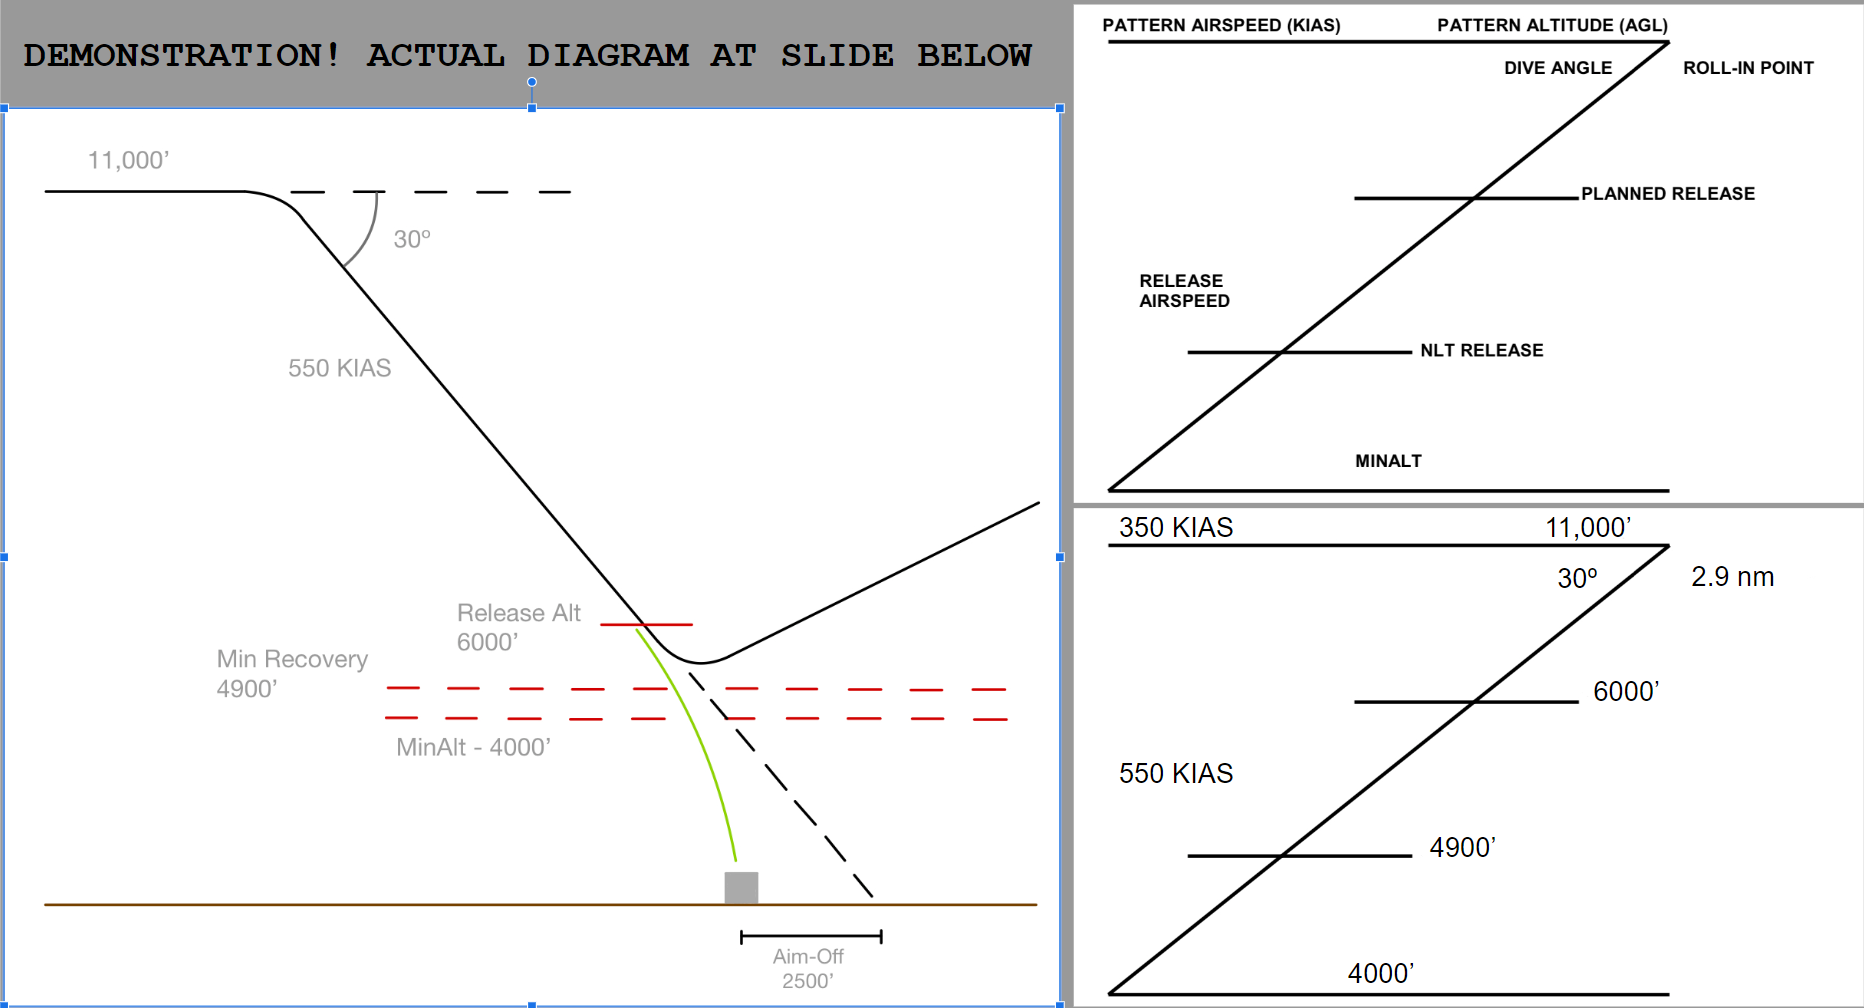 DEMONSTRATION! ACTUAL DIAGRAM AT SLIDE BELOW
11,000’
30º
550 KIAS
Release Alt
6000’
Min Recovery
4900’
MinAlt - 4000’
Aim-Off
2500’
PATTERN AIRSPEED (KIAS) PATTERN ALTITUDE (AGL)
DIVE ANGLE ROLL-IN POINT
PLANNED RELEASE
RELEASE
AIRSPEED
NLT RELEASE
MINALT
350 KIAS 11,000’
30º 2.9 nm
6000’
550 KIAS
4900’
4000’